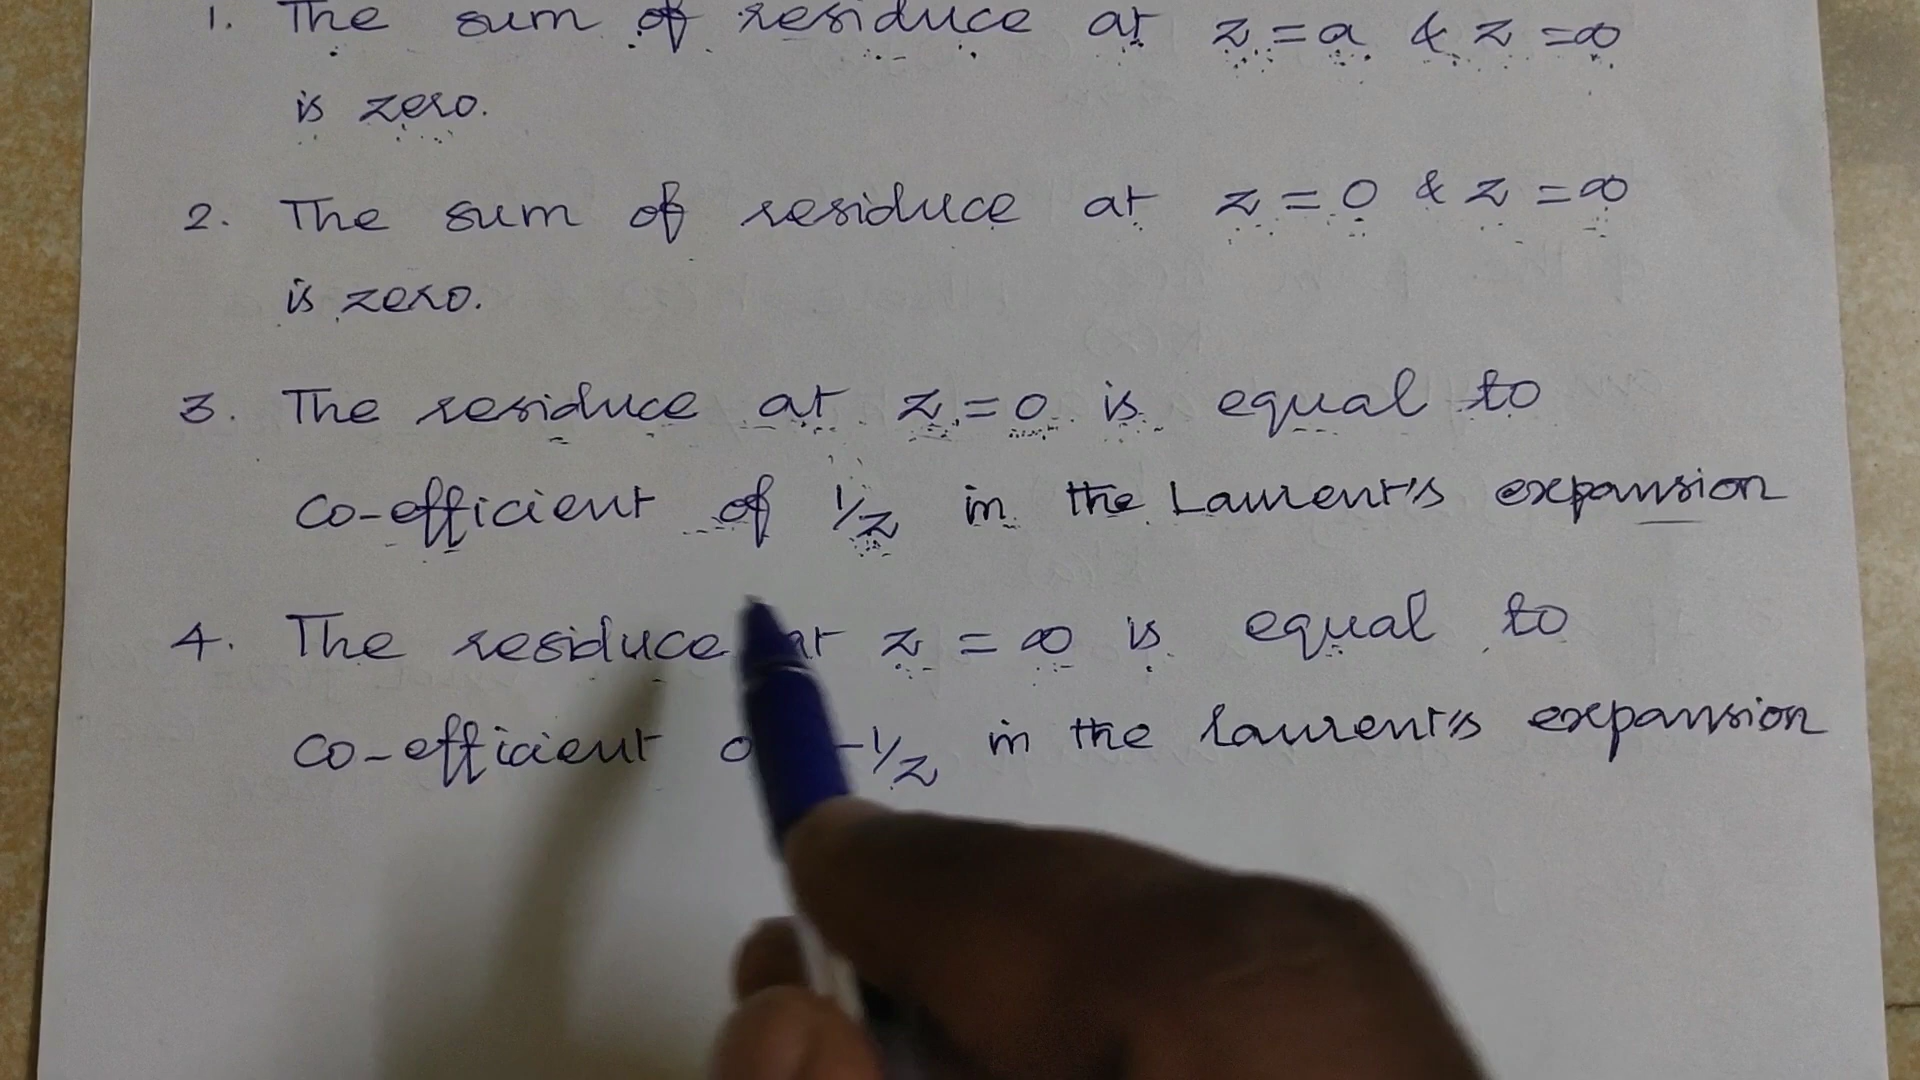 1. The sum of residuce at z = a & z = ∞
is zero.
2. The sum of residuce at z = 0 & z = ∞
is zero.
3. The residuce at z = 0 is equal to
co-efficient of 1/z in the Laurent's expansion
4. The residuce at z = ∞ is equal to
co-efficient -1/z in the laurent's expansion